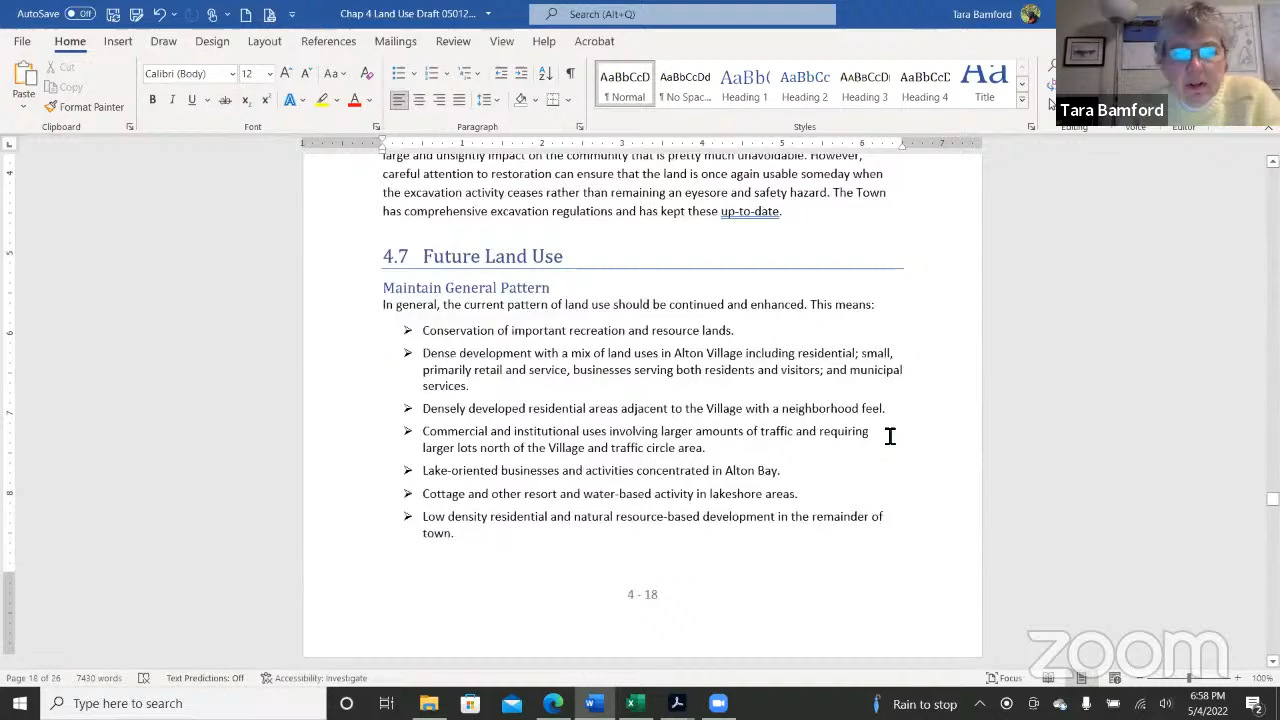 AutoSave Off
Chap 4 Land Use Draft 05012022...
Search (Alt+Q)
Tara Bamford
File Home Insert Draw Design Layout References Mailings Review View Help Acrobat
Paste
Cut
Copy
Format Painter
Calibri (Body) 12
AaBbCcD AaBbCcDd AaBb( AaBbCc AaBbCcD AaBbCcD Aa
¶ Normal ¶ No Spac... Heading 1 Heading 2 Heading 3 Heading 4 Title
Clipboard Font Paragraph Styles Editing Voice Editor
Tara Bamford
large and unsightly impact on the community that is pretty much unavoidable. However,
careful attention to restoration can ensure that the land is once again usable someday when
the excavation activity ceases rather than remaining an eyesore and safety hazard. The Town
has comprehensive excavation regulations and has kept these up-to-date.
4.7 Future Land Use
Maintain General Pattern
In general, the current pattern of land use should be continued and enhanced. This means:
➢ Conservation of important recreation and resource lands.
➢ Dense development with a mix of land uses in Alton Village including residential; small,
primarily retail and service, businesses serving both residents and visitors; and municipal
services.
➢ Densely developed residential areas adjacent to the Village with a neighborhood feel.
➢ Commercial and institutional uses involving larger amounts of traffic and requiring
larger lots north of the Village and traffic circle area.
➢ Lake-oriented businesses and activities concentrated in Alton Bay.
➢ Cottage and other resort and water-based activity in lakeshore areas.
➢ Low density residential and natural resource-based development in the remainder of
town.
4 - 18
zoom
Page 18 of 26 7430 words Text Predictions: Off Accessibility: Investigate Focus 100%
Type here to search
Rain to stop
6:58 PM
5/4/2022